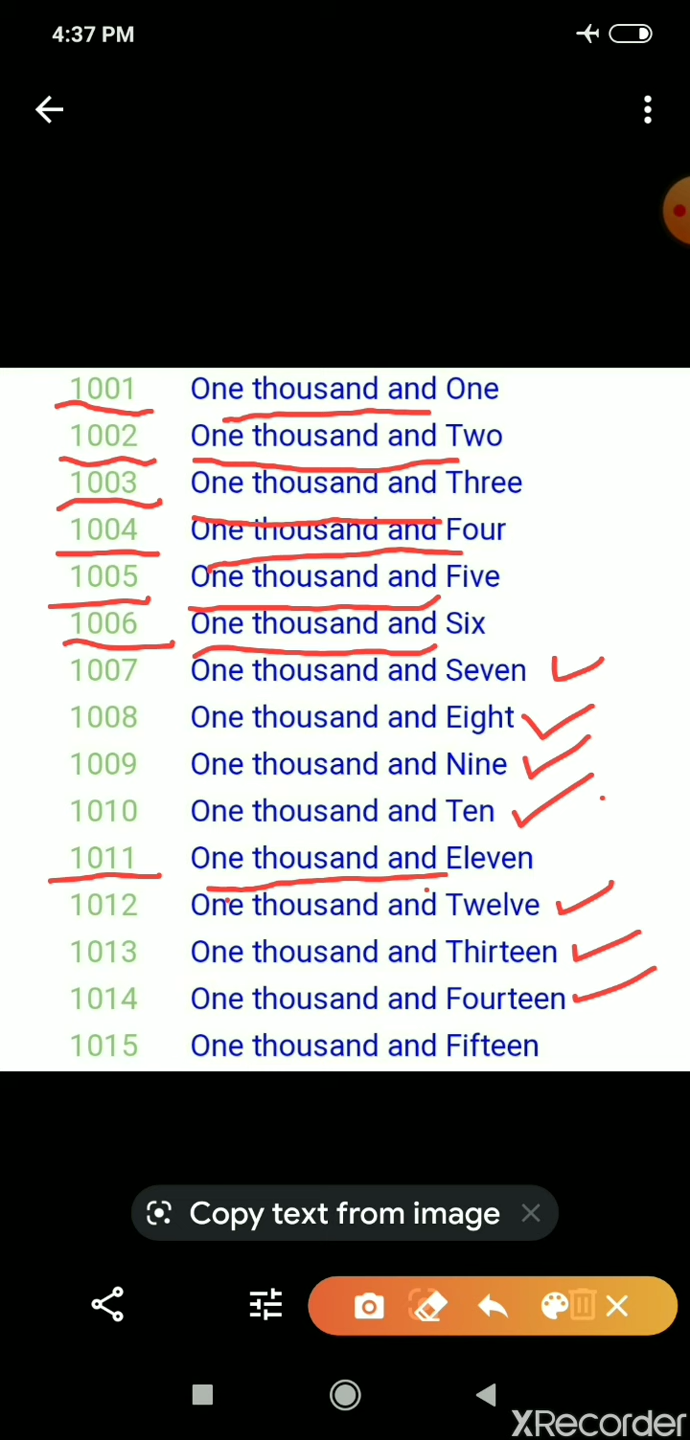 4:37 PM
1001 One thousand and One
1002 One thousand and Two
1003 One thousand and Three
1004 One thousand and Four
1005 One thousand and Five
1006 One thousand and Six
1007 One thousand and Seven
1008 One thousand and Eight
1009 One thousand and Nine
1010 One thousand and Ten
1011 One thousand and Eleven
1012 One thousand and Twelve
1013 One thousand and Thirteen
1014 One thousand and Fourteen
1015 One thousand and Fifteen
Copy text from image
XRecorder